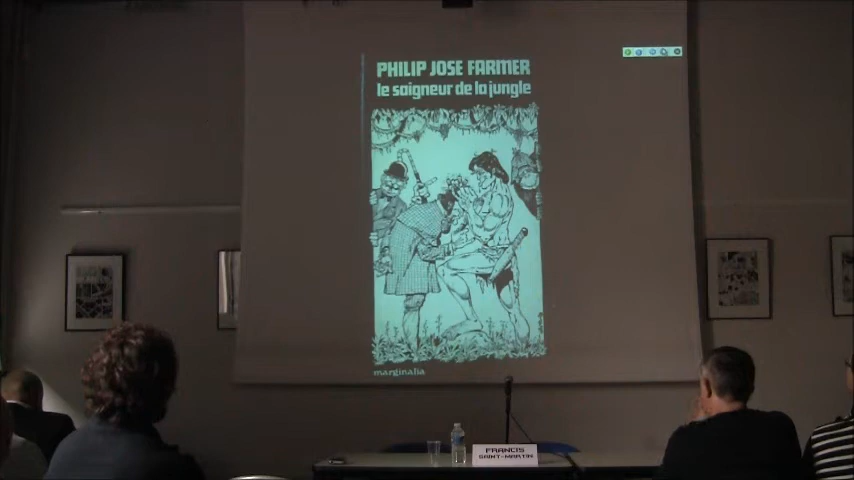 PHILIP JOSE FARMER
le saigneur de la jungle
marginalia
FRANCIS
SAINT-MARTIN